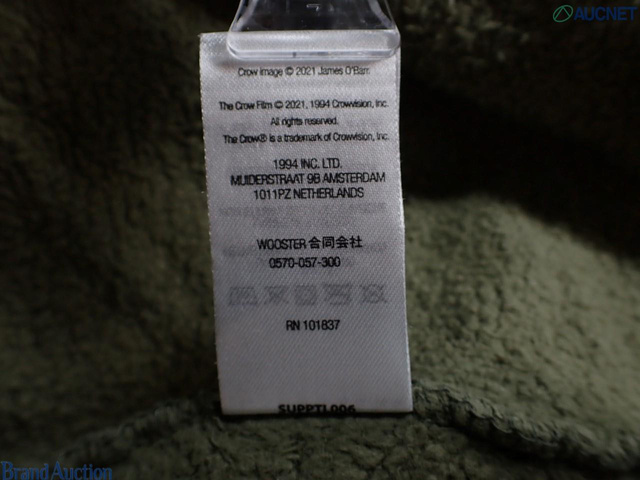 AUCNET
Crow image © 2021 James O'Barr.
The Crow Film © 2021, 1994 Crowvision, Inc.
All rights reserved.
The Crow® is a trademark of Crowvision, Inc.
1994 INC. LTD.
MUIDERSTRAAT 9B AMSTERDAM
1011PZ NETHERLANDS
WOOSTER 合同会社
0570-057-300
RN 101837
SUPPTL006
Brand Auction